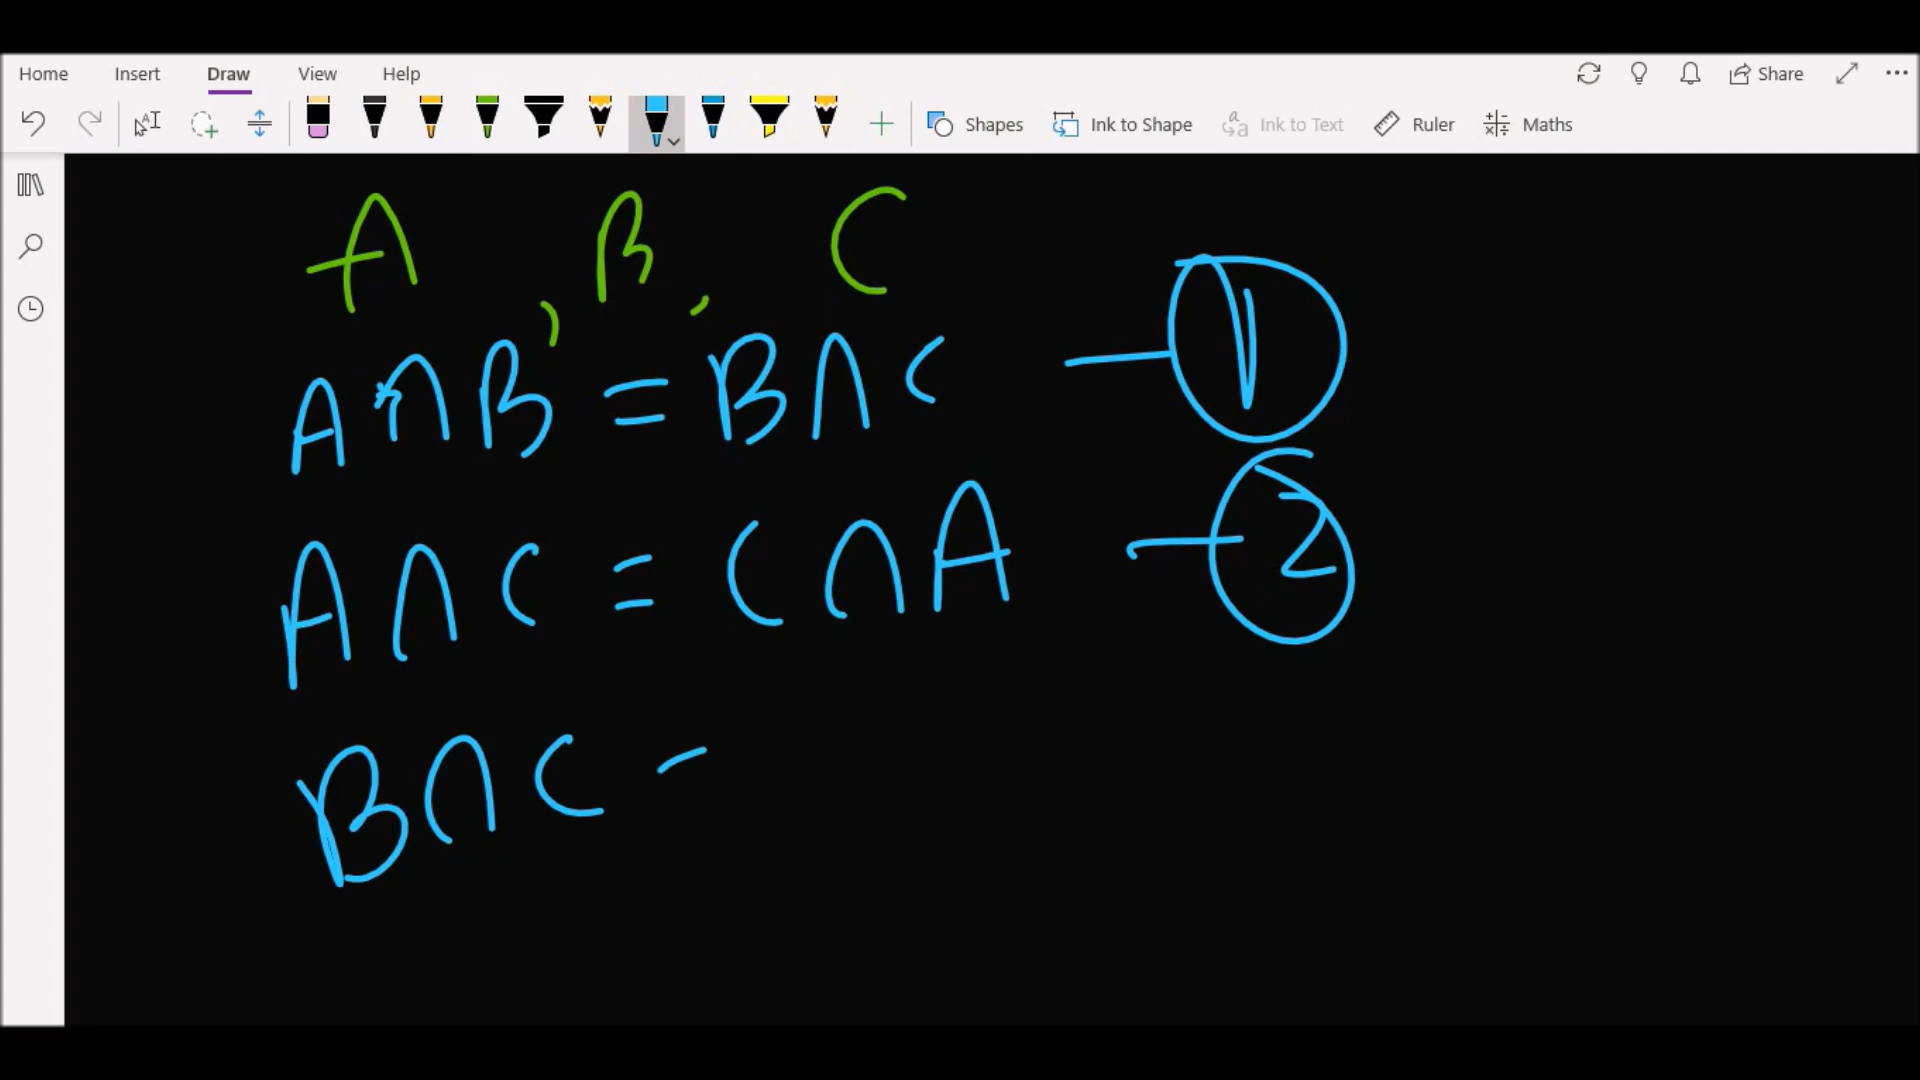 Home Insert Draw View Help Share
Shapes Ink to Shape Ink to Text Ruler Maths
A , B , C
A ∩ B = B ∩ C — 1
A ∩ C = C ∩ A — 2
B ∩ C -